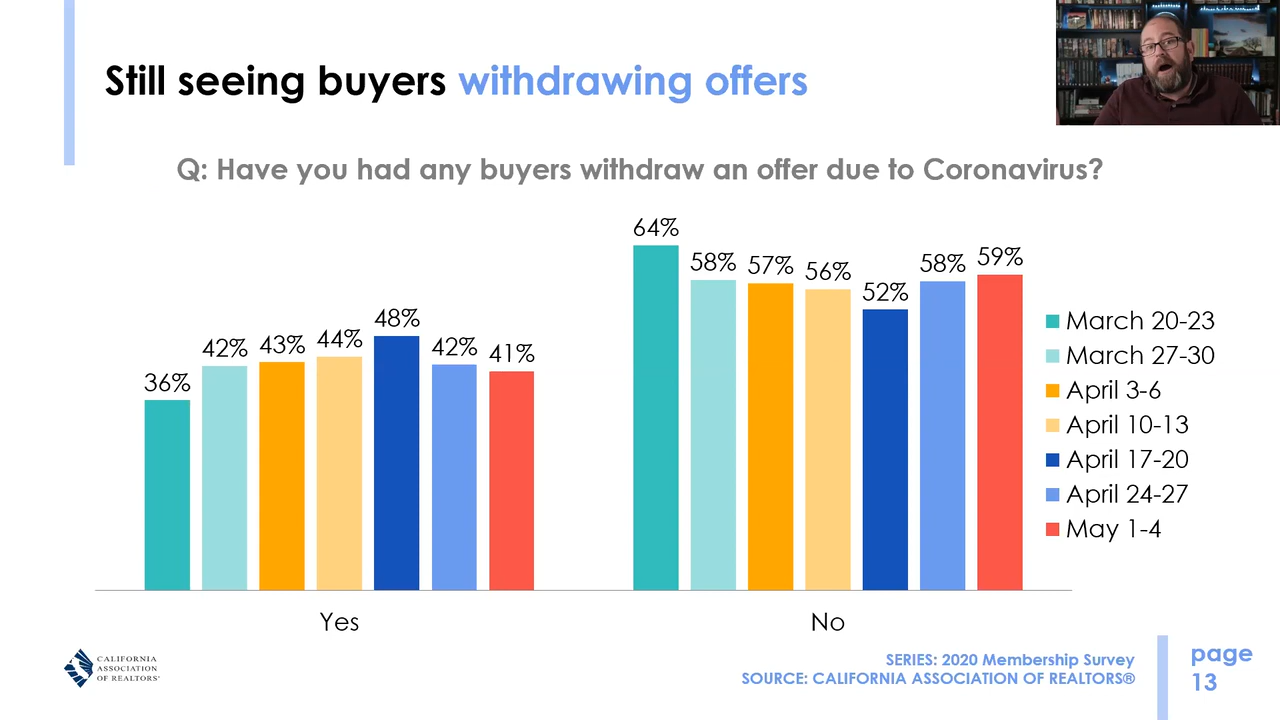 Still seeing buyers withdrawing offers
Q: Have you had any buyers withdraw an offer due to Coronavirus?
36%
42%
43%
44%
48%
42%
41%
64%
58%
57%
56%
52%
58%
59%
March 20-23
March 27-30
April 3-6
April 10-13
April 17-20
April 24-27
May 1-4
Yes
No
CALIFORNIA
ASSOCIATION
OF REALTORS®
SERIES: 2020 Membership Survey
SOURCE: CALIFORNIA ASSOCIATION OF REALTORS®
page
13